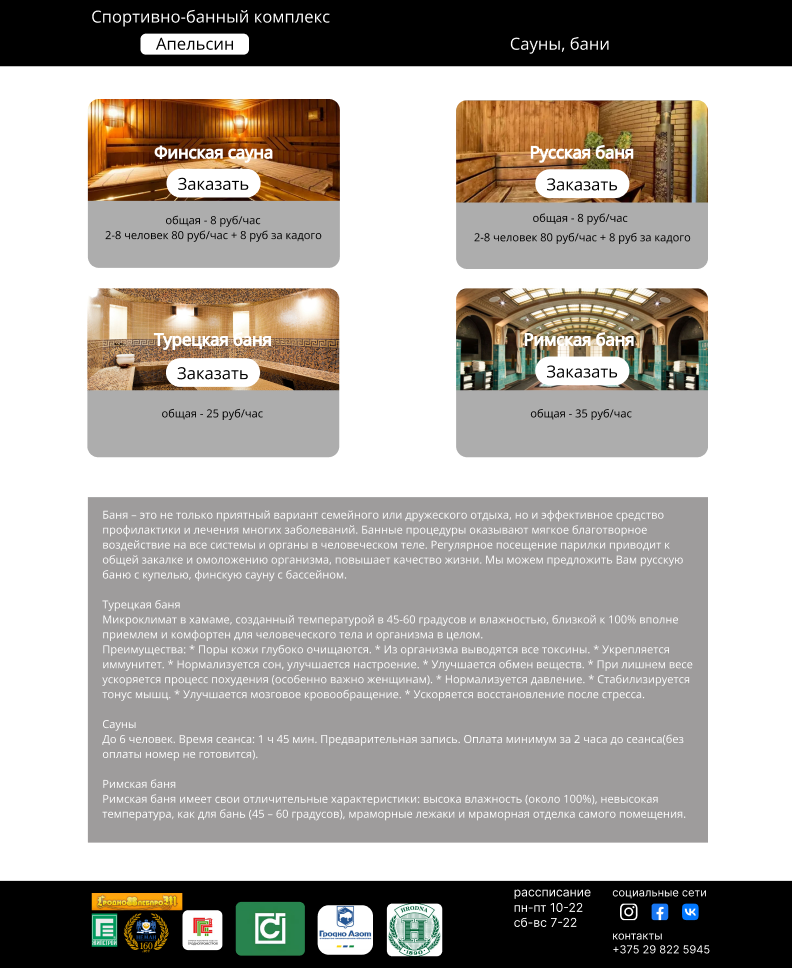 Спортивно-банный комплекс
Апельсин
Сауны, бани
Финская сауна
Заказать
общая - 8 руб/час
2-8 человек 80 руб/час + 8 руб за кадого
Русская баня
Заказать
общая - 8 руб/час
2-8 человек 80 руб/час + 8 руб за кадого
Турецкая баня
Заказать
общая - 25 руб/час
Римская баня
Заказать
общая - 35 руб/час
Баня – это не только приятный вариант семейного или дружеского отдыха, но и эффективное средство
профилактики и лечения многих заболеваний. Банные процедуры оказывают мягкое благотворное
воздействие на все системы и органы в человеческом теле. Регулярное посещение парилки приводит к
общей закалке и омоложению организма, повышает качество жизни. Мы можем предложить Вам русскую
баню с купелью, финскую сауну с бассейном.
Турецкая баня
Микроклимат в хамаме, созданный температурой в 45-60 градусов и влажностью, близкой к 100% вполне
приемлем и комфортен для человеческого тела и организма в целом.
Преимущества: * Поры кожи глубоко очищаются. * Из организма выводятся все токсины. * Укрепляется
иммунитет. * Нормализуется сон, улучшается настроение. * Улучшается обмен веществ. * При лишнем весе
ускоряется процесс похудения (особенно важно женщинам). * Нормализуется давление. * Стабилизируется
тонус мышц. * Улучшается мозговое кровообращение. * Ускоряется восстановление после стресса.
Сауны
До 6 человек. Время сеанса: 1 ч 45 мин. Предварительная запись. Оплата минимум за 2 часа до сеанса(без
оплаты номер не готовится).
Римская баня
Римская баня имеет свои отличительные характеристики: высока влажность (около 100%), невысокая
температура, как для бань (45 – 60 градусов), мраморные лежаки и мраморная отделка самого помещения.
НЕМАН
160
Гродно Азот
HRODNA
1890
рассписание
пн-пт 10-22
сб-вс 7-22
социальные сети
контакты
+375 29 822 5945